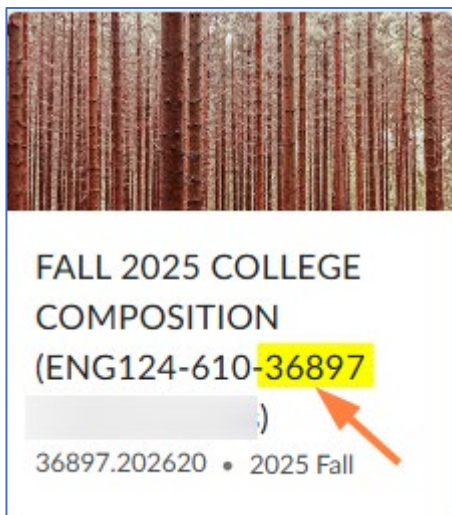 FALL 2025 COLLEGE
COMPOSITION
(ENG124-610-36897
)
36897.202620 • 2025 Fall